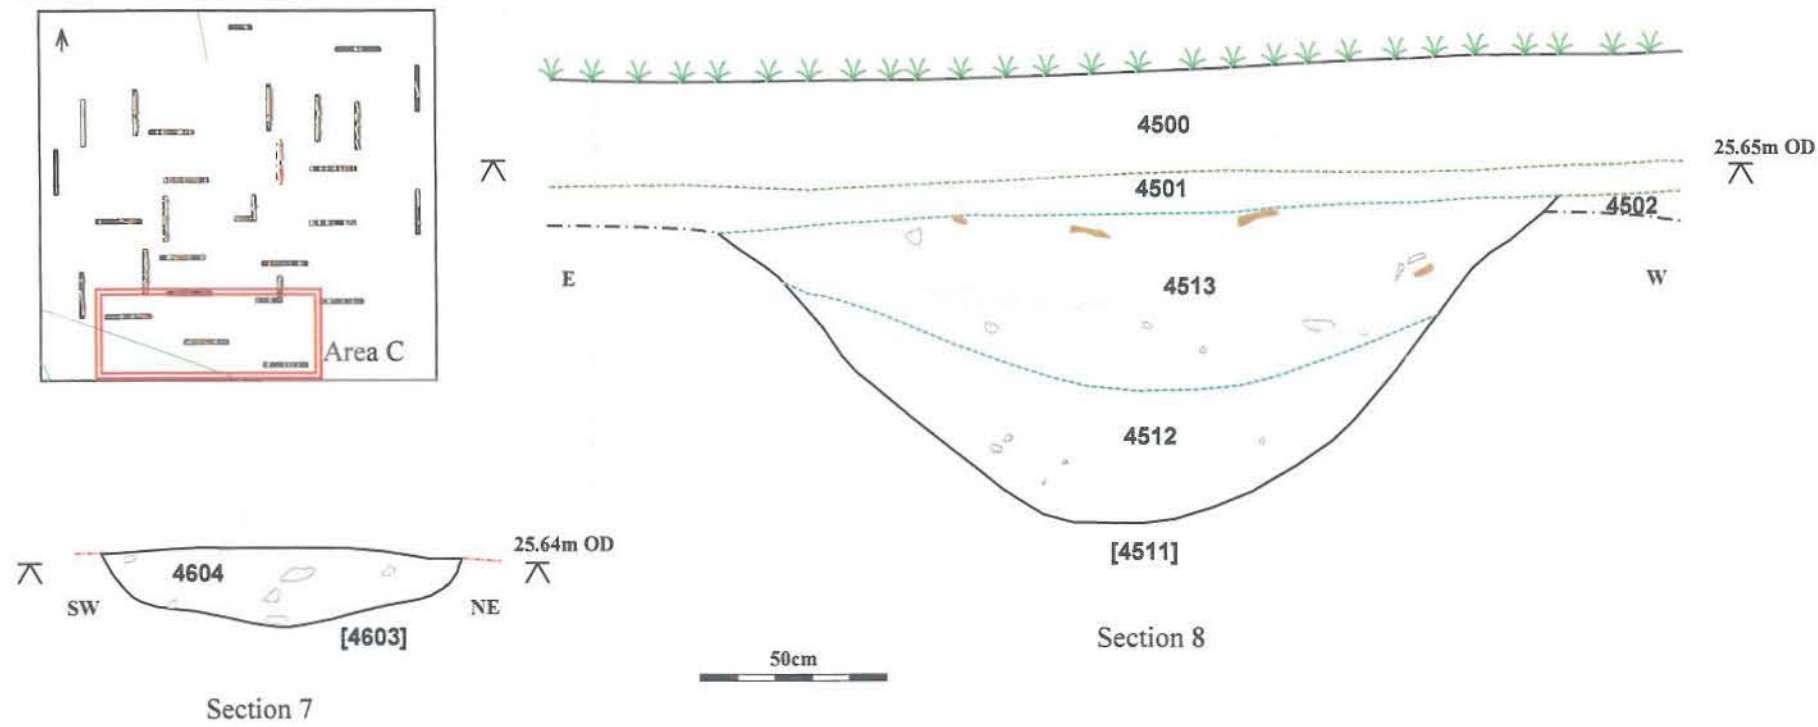 Area C
4500
25.65m OD
4501
4502
E
W
4513
4512
[4511]
Section 8
25.64m OD
4604
SW
NE
[4603]
Section 7
50cm